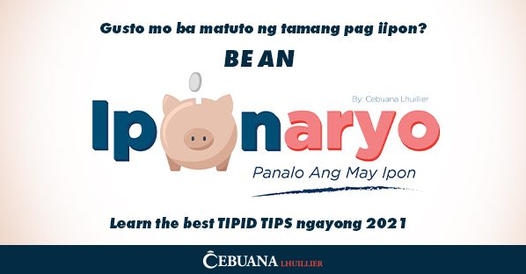 Gusto mo ba matuto ng tamang pag iipon?
BE AN
Iponaryo
By: Cebuana Lhuillier
Panalo Ang May Ipon
Learn the best TIPID TIPS ngayong 2021
CEBUANA LHUILLIER